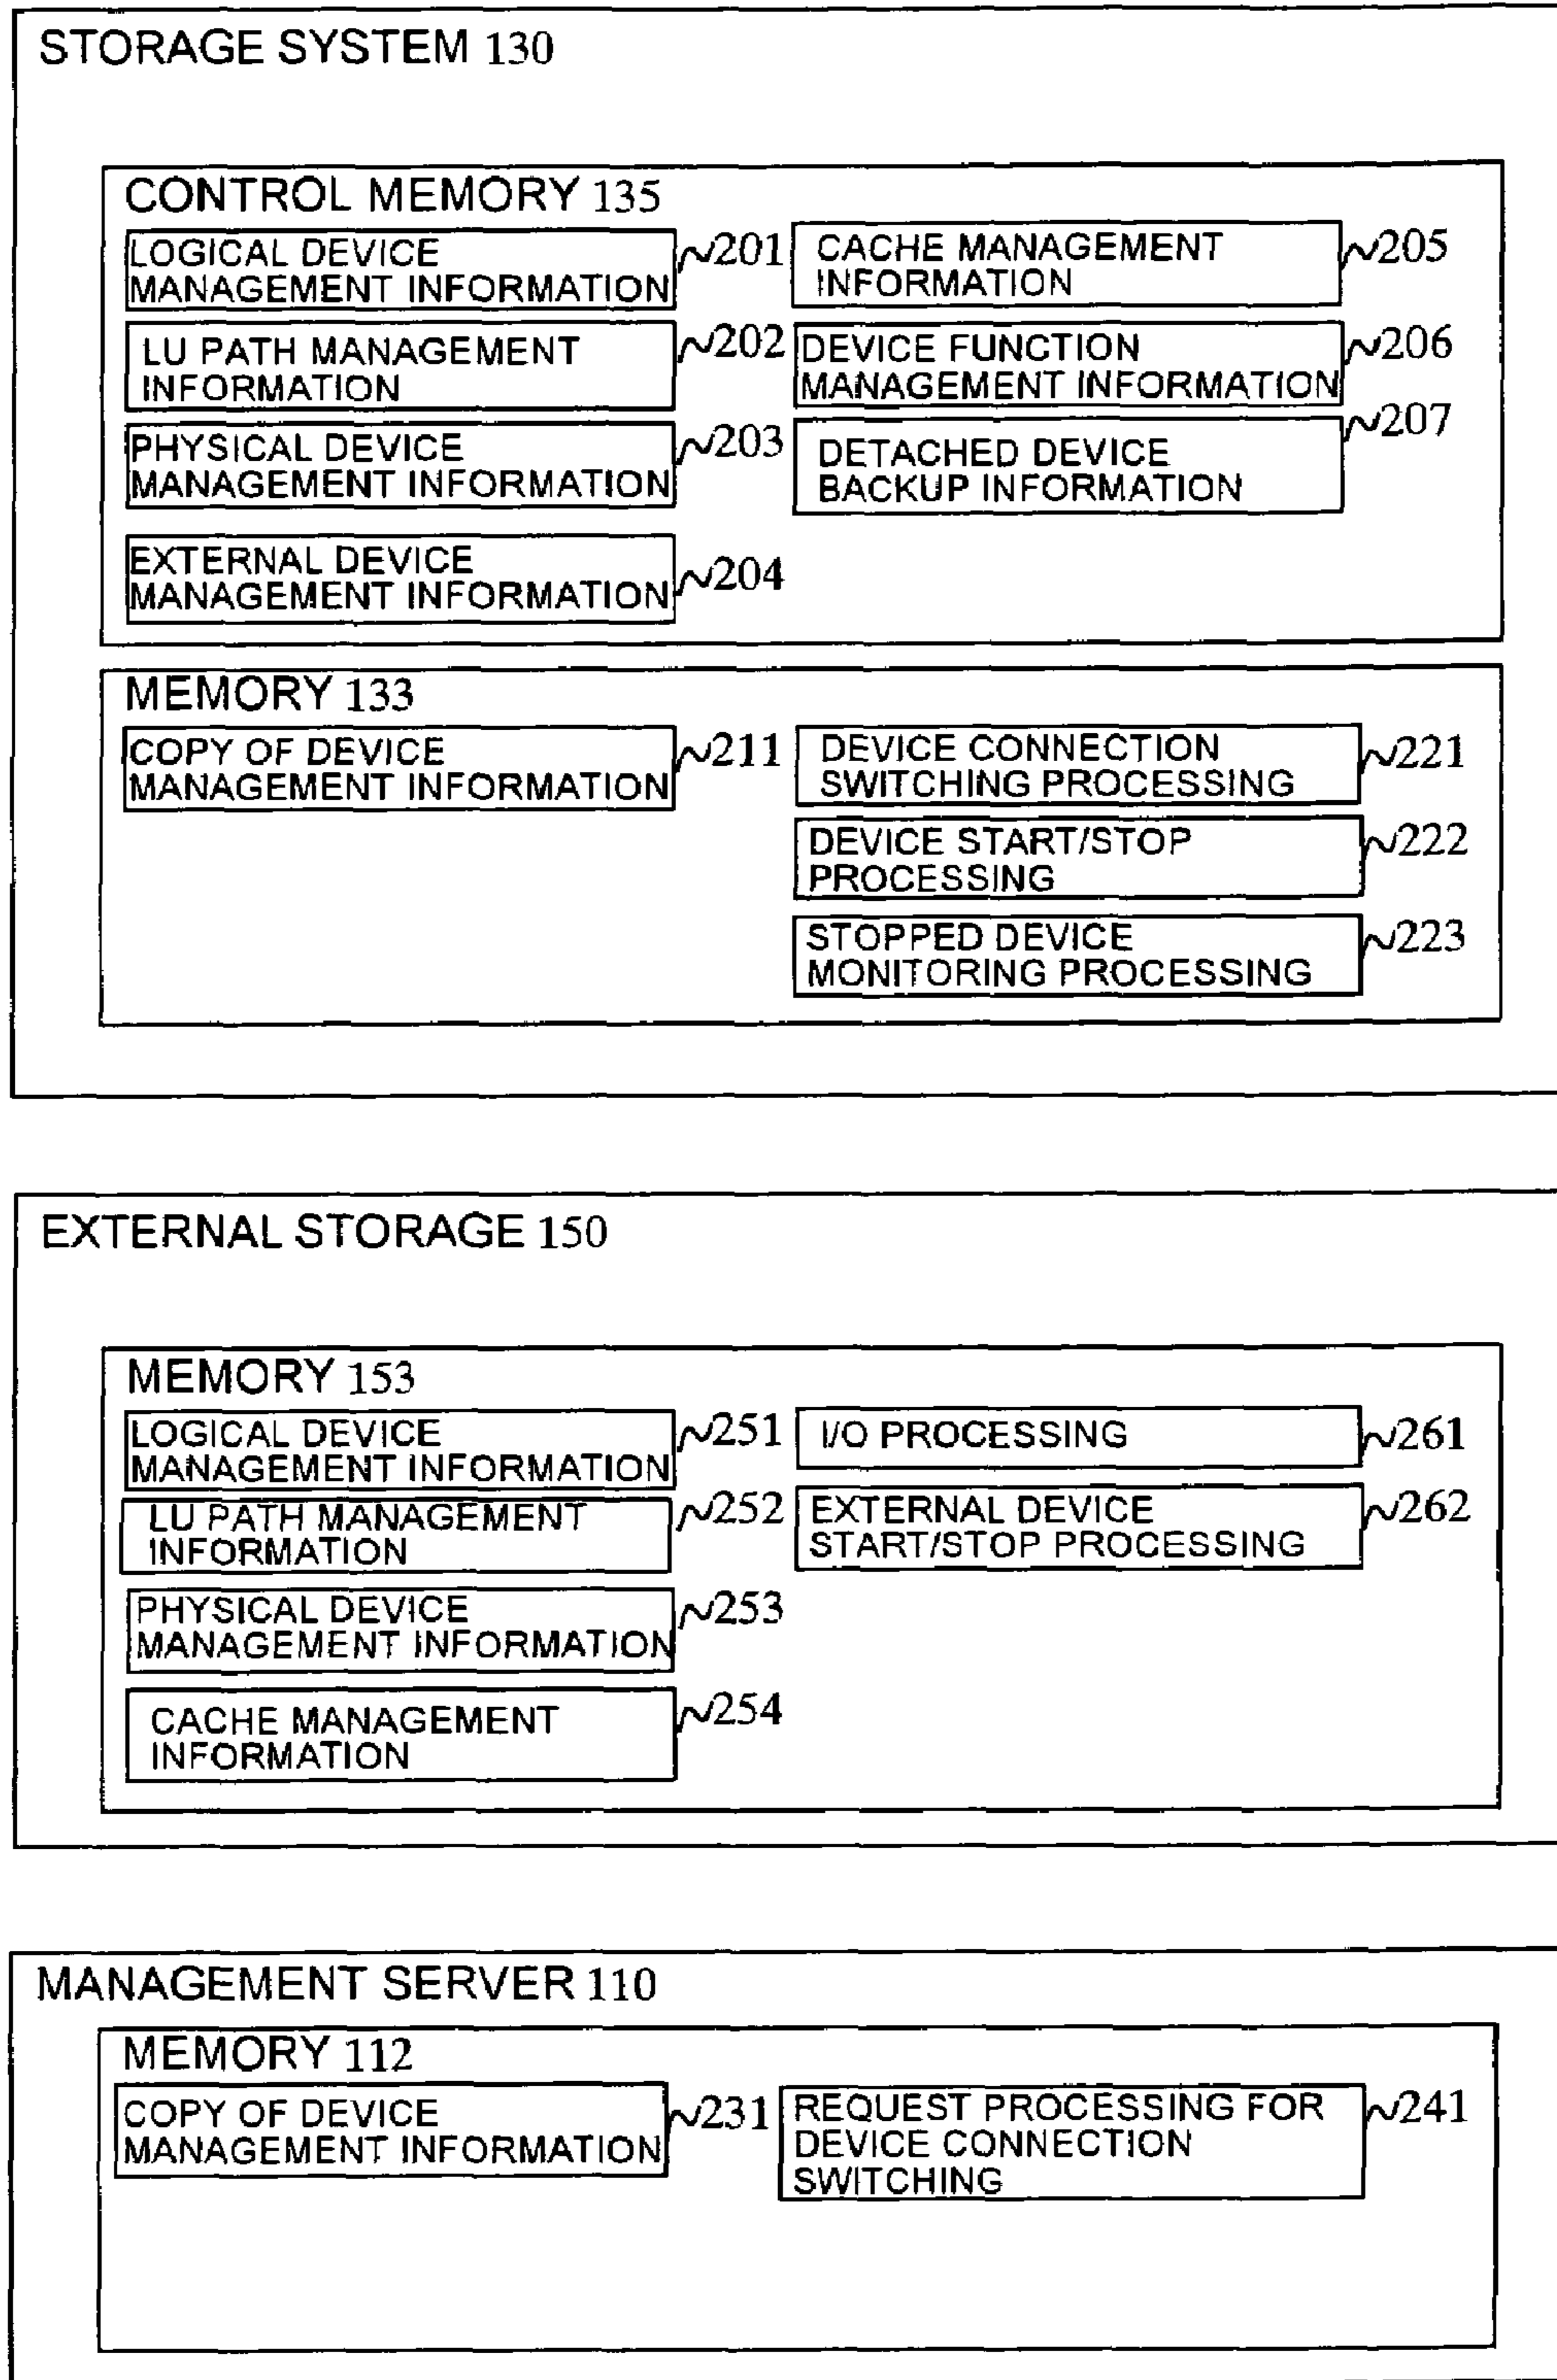 STORAGE SYSTEM 130
CONTROL MEMORY 135
LOGICAL DEVICE
MANAGEMENT INFORMATION
201
LU PATH MANAGEMENT
INFORMATION
202
PHYSICAL DEVICE
MANAGEMENT INFORMATION
203
EXTERNAL DEVICE
MANAGEMENT INFORMATION
204
CACHE MANAGEMENT
INFORMATION
205
DEVICE FUNCTION
MANAGEMENT INFORMATION
206
DETACHED DEVICE
BACKUP INFORMATION
207
MEMORY 133
COPY OF DEVICE
MANAGEMENT INFORMATION
211
DEVICE CONNECTION
SWITCHING PROCESSING
221
DEVICE START/STOP
PROCESSING
222
STOPPED DEVICE
MONITORING PROCESSING
223
EXTERNAL STORAGE 150
MEMORY 153
LOGICAL DEVICE
MANAGEMENT INFORMATION
251
LU PATH MANAGEMENT
INFORMATION
252
PHYSICAL DEVICE
MANAGEMENT INFORMATION
253
CACHE MANAGEMENT
INFORMATION
254
I/O PROCESSING
261
EXTERNAL DEVICE
START/STOP PROCESSING
262
MANAGEMENT SERVER 110
MEMORY 112
COPY OF DEVICE
MANAGEMENT INFORMATION
231
REQUEST PROCESSING FOR
DEVICE CONNECTION
SWITCHING
241